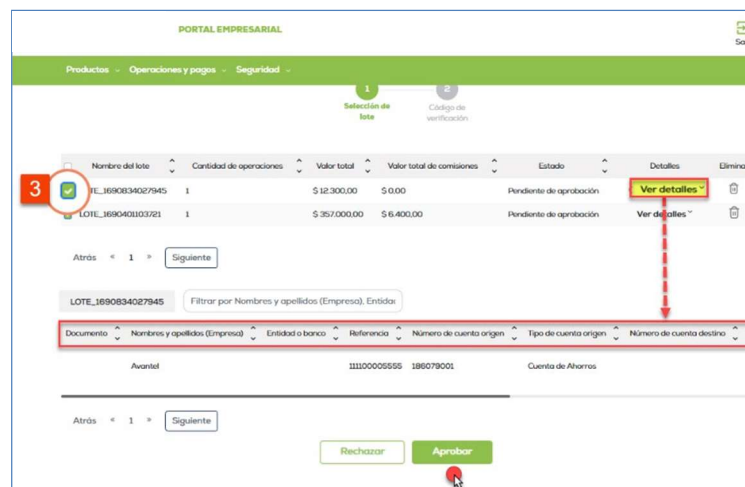 PORTAL EMPRESARIAL
Productos Operaciones y pagos Seguridad
1 2
Selección de lote Código de verificación
Nombre del lote Cantidad de operaciones Valor total Valor total de comisiones Estado Detalles
3 TE_1690834027945 1 $ 12.300,00 $ 0,00 Pendiente de aprobación Ver detalles
LOTE_1690401103721 1 $ 357.000,00 $ 6.400,00 Pendiente de aprobación Ver detalles
Atrás « 1 » Siguiente
LOTE_1690834027945 Filtrar por Nombres y apellidos (Empresa),
Documento Nombres y apellidos (Empresa) Entidad o banco Referencia Número de cuenta origen Tipo de cuenta origen Número de cuenta destino
Avantel 111100005555 186079001 Cuenta de Ahorros
Atrás « 1 » Siguiente
Rechazar Aprobar